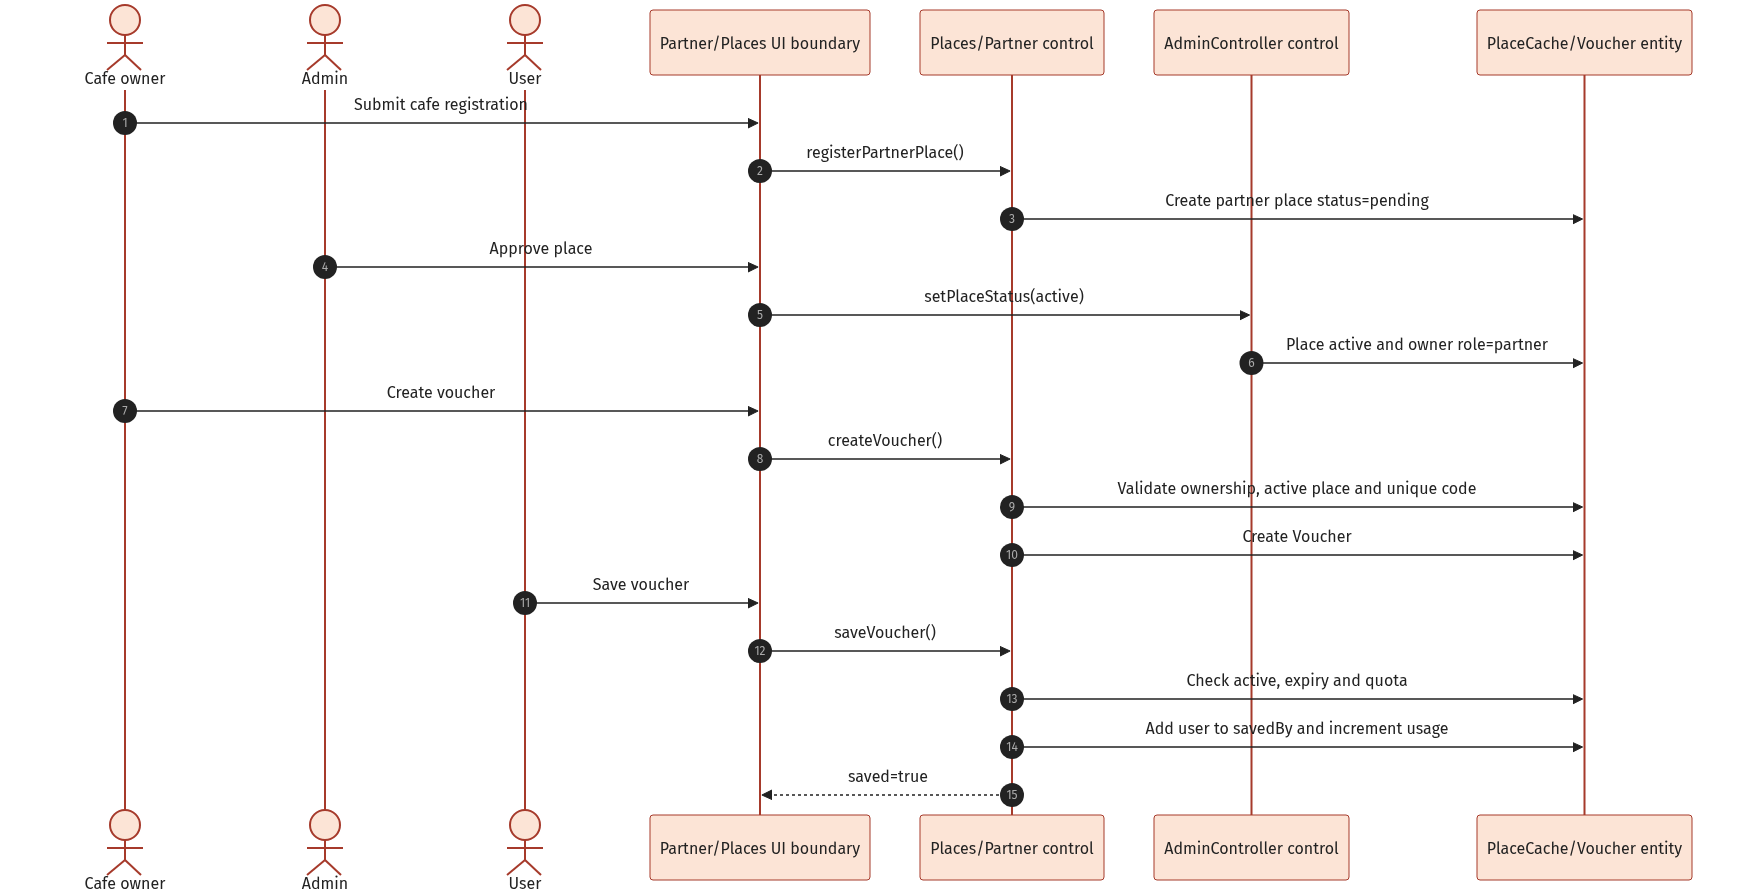 Cafe owner
Admin
User
Partner/Places UI boundary
Places/Partner control
AdminController control
PlaceCache/Voucher entity
Submit cafe registration
1
registerPartnerPlace()
2
Create partner place status=pending
3
Approve place
4
setPlaceStatus(active)
5
Place active and owner role=partner
6
Create voucher
7
createVoucher()
8
Validate ownership, active place and unique code
9
Create Voucher
10
Save voucher
11
saveVoucher()
12
Check active, expiry and quota
13
Add user to savedBy and increment usage
14
saved=true
15
Cafe owner
Admin
User
Partner/Places UI boundary
Places/Partner control
AdminController control
PlaceCache/Voucher entity